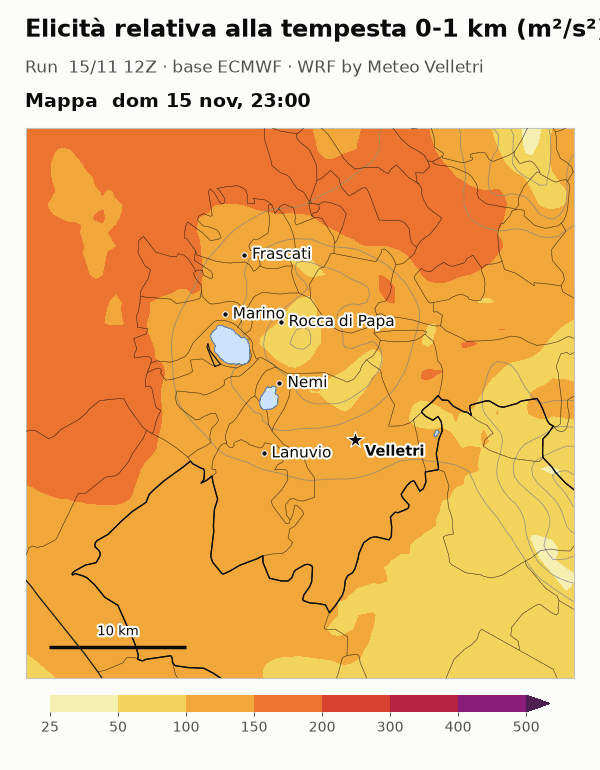 Elicità relativa alla tempesta 0-1 km (m²/s²)
Run  15/11 12Z · base ECMWF · WRF by Meteo Velletri
Mappa  dom 15 nov, 23:00
Frascati
Marino
Rocca di Papa
Nemi
Velletri
Lanuvio
10 km
25 50 100 150 200 300 400 500